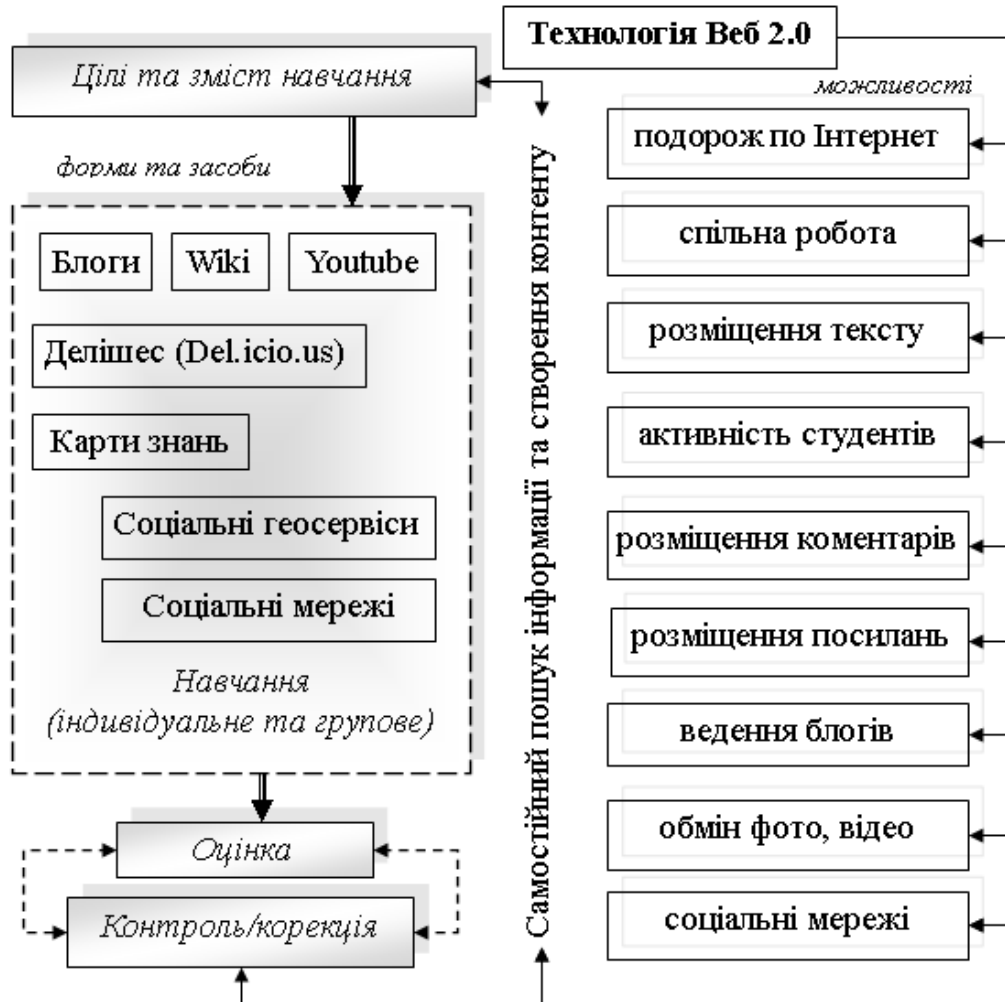 Технологія Веб 2.0
Цілі та зміст навчання
можливості
форми та засоби
Блоги
Wiki
Youtube
Делішес (Del.icio.us)
Карти знань
Соціальні геосервіси
Соціальні мережі
Навчання
(індивідуальне та групове)
Оцінка
Контроль/корекція
Самостійний пошук інформації та створення контенту
подорож по Інтернет
спільна робота
розміщення тексту
активність студентів
розміщення коментарів
розміщення посилань
ведення блогів
обмін фото, відео
соціальні мережі